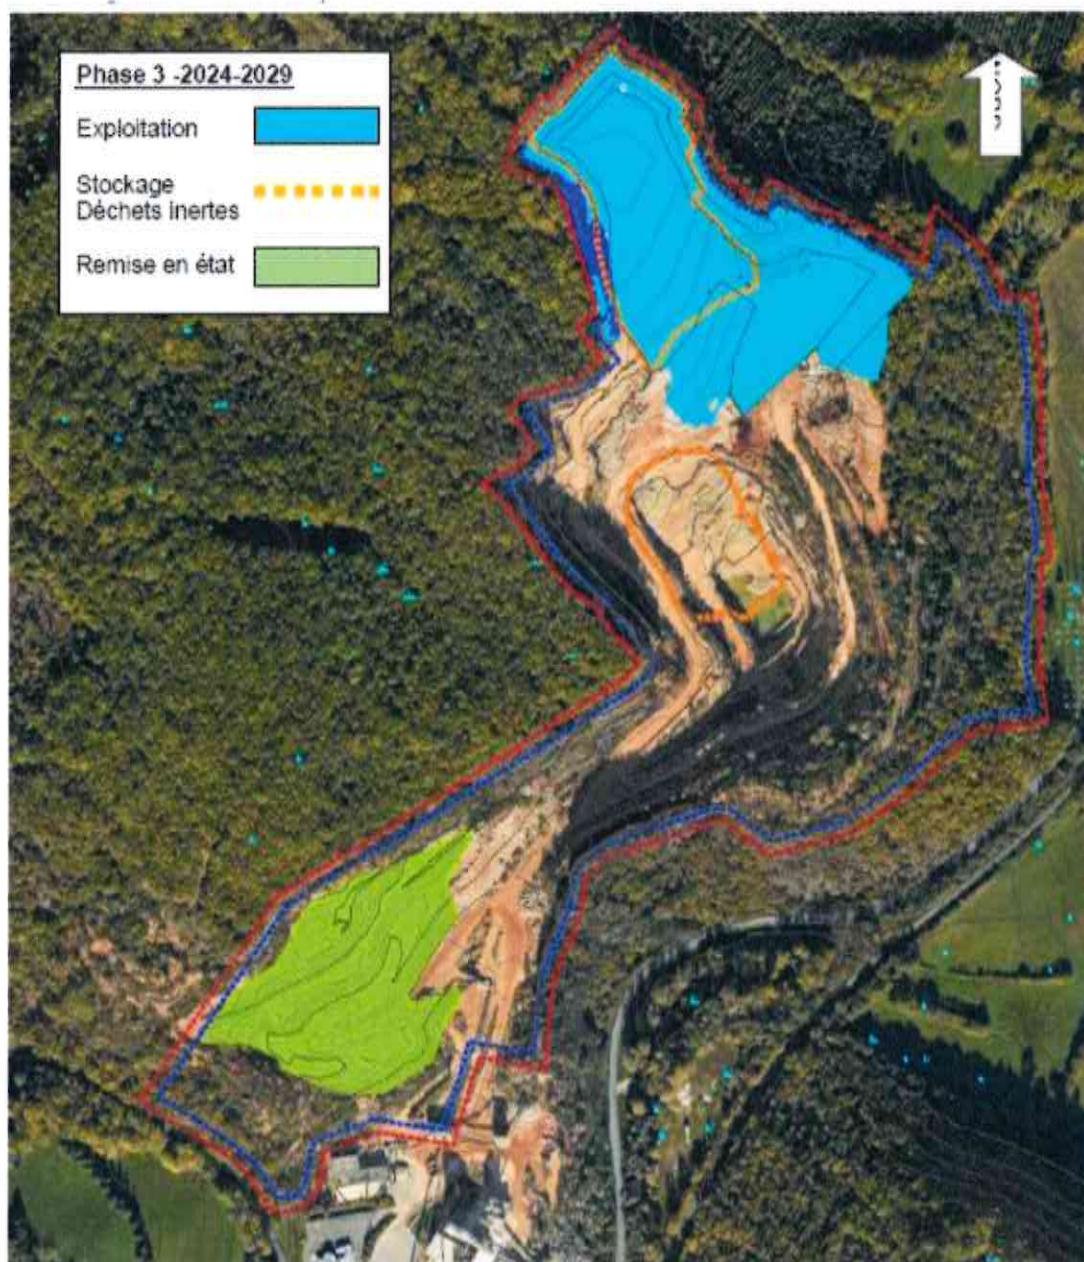 Phase 3 -2024-2029
Exploitation
Stockage
Déchets inertes
Remise en état